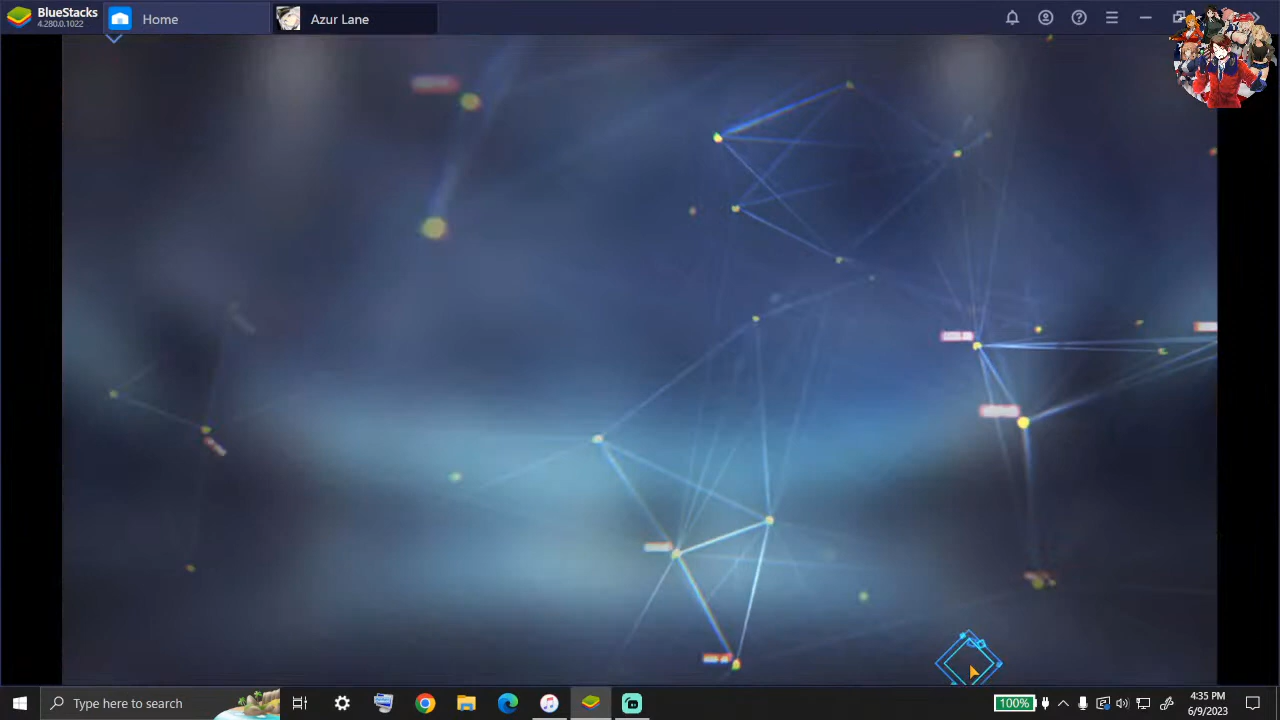 BlueStacks
4.280.0.1022
Home
Azur Lane
Type here to search
100%
4:35 PM
6/9/2023